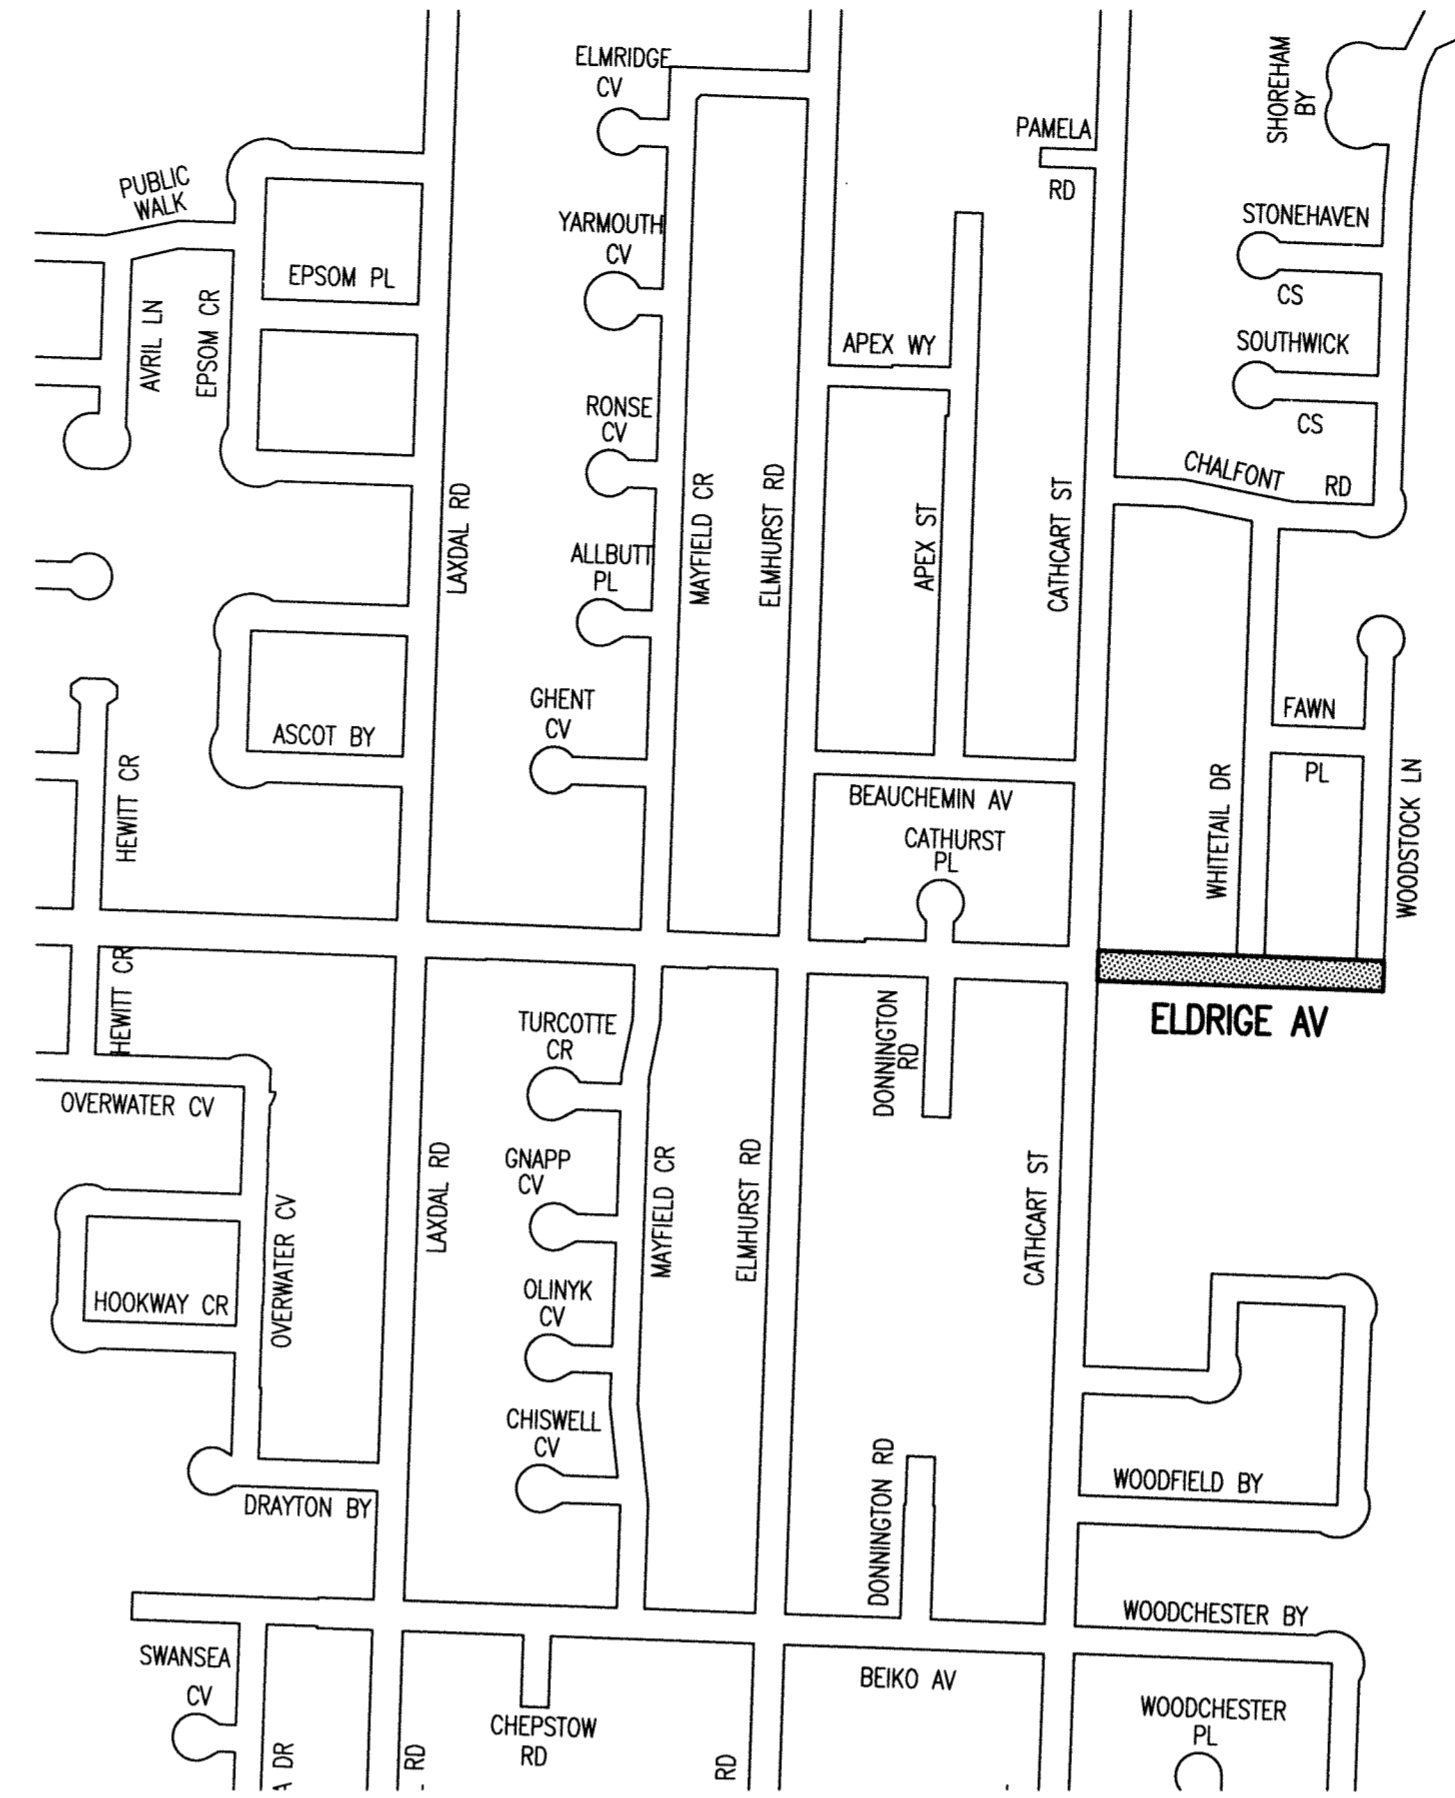 ELMRIDGE
CV
SHOREHAM
BY
PAMELA
RD
PUBLIC
WALK
YARMOUTH
CV
STONEHAVEN
CS
EPSOM PL
AVRIL LN
EPSOM CR
APEX WY
SOUTHWICK
CS
RONSE
CV
CHALFONT
RD
LAXDAL RD
MAYFIELD CR
ELMHURST RD
APEX ST
CATHCART ST
ALLBUTT
PL
GHENT
CV
ASCOT BY
FAWN
PL
HEWITT CR
BEAUCHEMIN AV
WHITETAIL DR
WOODSTOCK LN
CATHURST
PL
HEWITT CR
ELDRIGE AV
DONNINGTON
RD
TURCOTTE
CR
OVERWATER CV
GNAPP
CV
LAXDAL RD
MAYFIELD CR
ELMHURST RD
CATHCART ST
OVERWATER CV
HOOKWAY CR
OLINYK
CV
CHISWELL
CV
DRAYTON BY
DONNINGTON RD
WOODFIELD BY
WOODCHESTER BY
SWANSEA
CV
BEIKO AV
CHEPSTOW
RD
WOODCHESTER
PL
DR
RD
RD